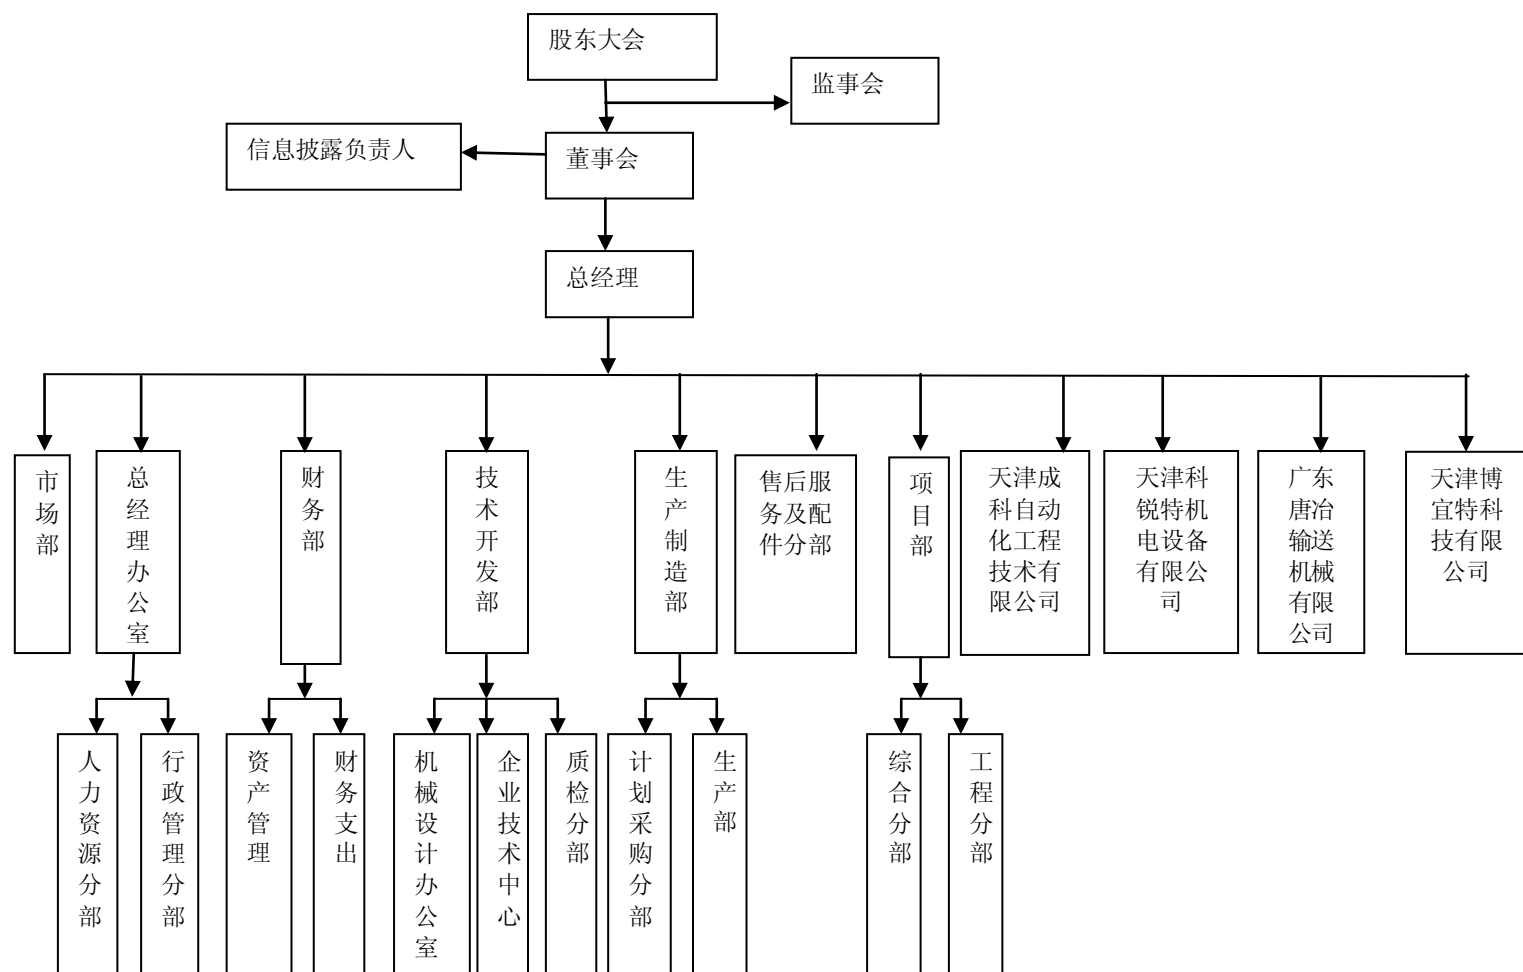 股东大会
监事会
信息披露负责人
董事会
总经理
市场部
总经理办公室
财务部
技术开发部
生产制造部
售后服
务及配
件分部
项目部
天津成
科自动
化工程
技术有
限公司
天津科
锐特机
电设备
有限公
司
广东
唐冶
输送
机械
有限
公司
天津博
宜特科
技有限
公司
人力资源分部
行政管理分部
资产管理
财务支出
机械设计办公室
企业技术中心
质检分部
计划采购分部
生产部
综合分部
工程分部